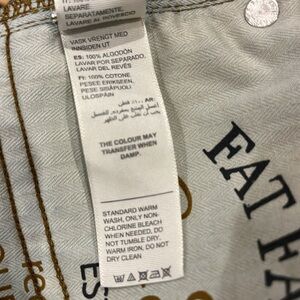 LAVARE
SEPARATAMENTE.
LAVARE AL ROVESCIO
VASK VRENGT MED
INNSIDEN UT
ES: 100% ALGODÓN
LAVAR POR SEPARADO.
LAVAR DEL REVÉS
FI: 100% COTONE
PESE ERIKSEEN.
PESE SISÄPUOLI
ULOSPÄIN
THE COLOUR MAY
TRANSFER WHEN
DAMP.
STANDARD WARM
WASH, ONLY NON-
CHLORINE BLEACH
WHEN NEEDED, DO
NOT TUMBLE DRY.
WARM IRON, DO NOT
DRY CLEAN
FAT FA
ES